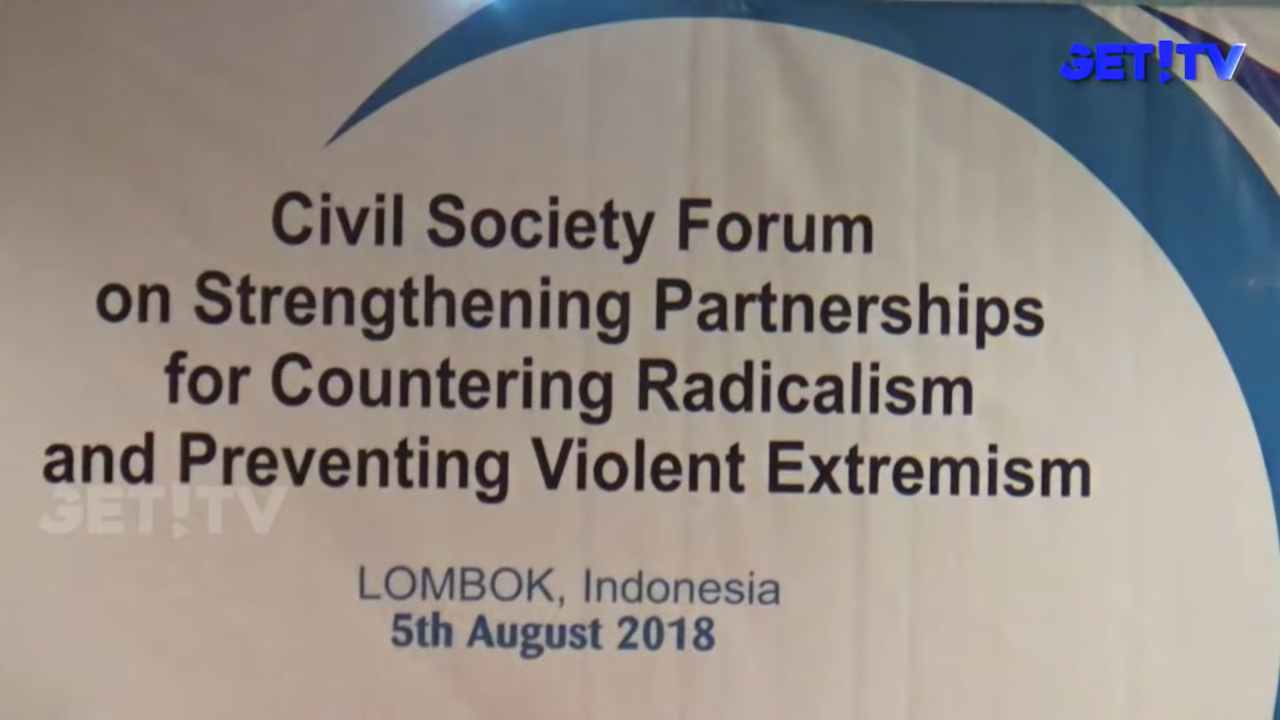 GET!TV
Civil Society Forum
on Strengthening Partnerships
for Countering Radicalism
and Preventing Violent Extremism
GET!TV
LOMBOK, Indonesia
5th August 2018